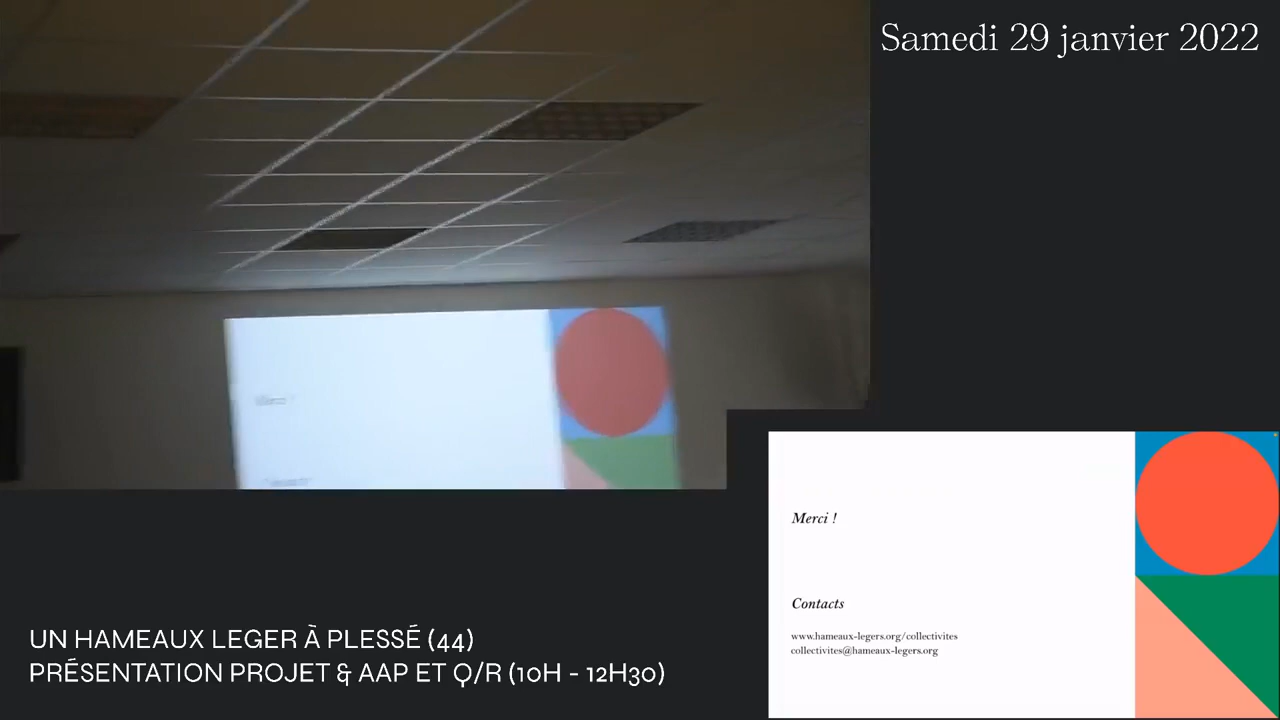 Samedi 29 janvier 2022
Merci !
Merci !
Contacts
www.hameaux-legers.org/collectivites
collectivites@hameaux-legers.org
UN HAMEAUX LEGER À PLESSÉ (44)
PRÉSENTATION PROJET & AAP ET Q/R (10H - 12H30)